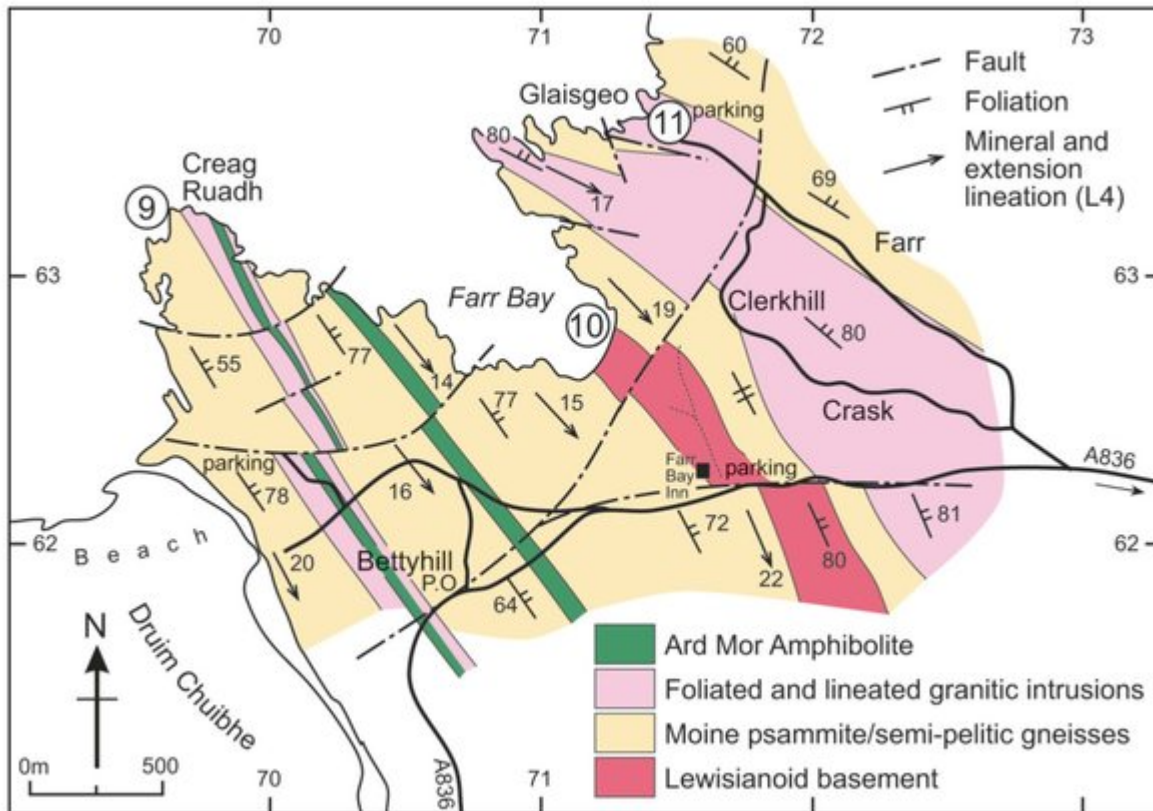 70
71
72
73
60
Fault
Foliation
Mineral and
extension
lineation (L4)
Glaisgeo
parking
11
80
Creag
Ruadh
69
9
17
Farr
63
63
Farr Bay
19
Clerkhill
10
80
55
77
14
77
15
Crask
parking
Farr
Bay
Inn
parking
A836
78
16
72
81
Beach
62
62
20
Bettyhill
P.O
80
64
22
N
Druim Chuibhe
Ard Mor Amphibolite
Foliated and lineated granitic intrusions
Moine psammite/semi-pelitic gneisses
Lewisianoid basement
0m 500
70
A836
71
72